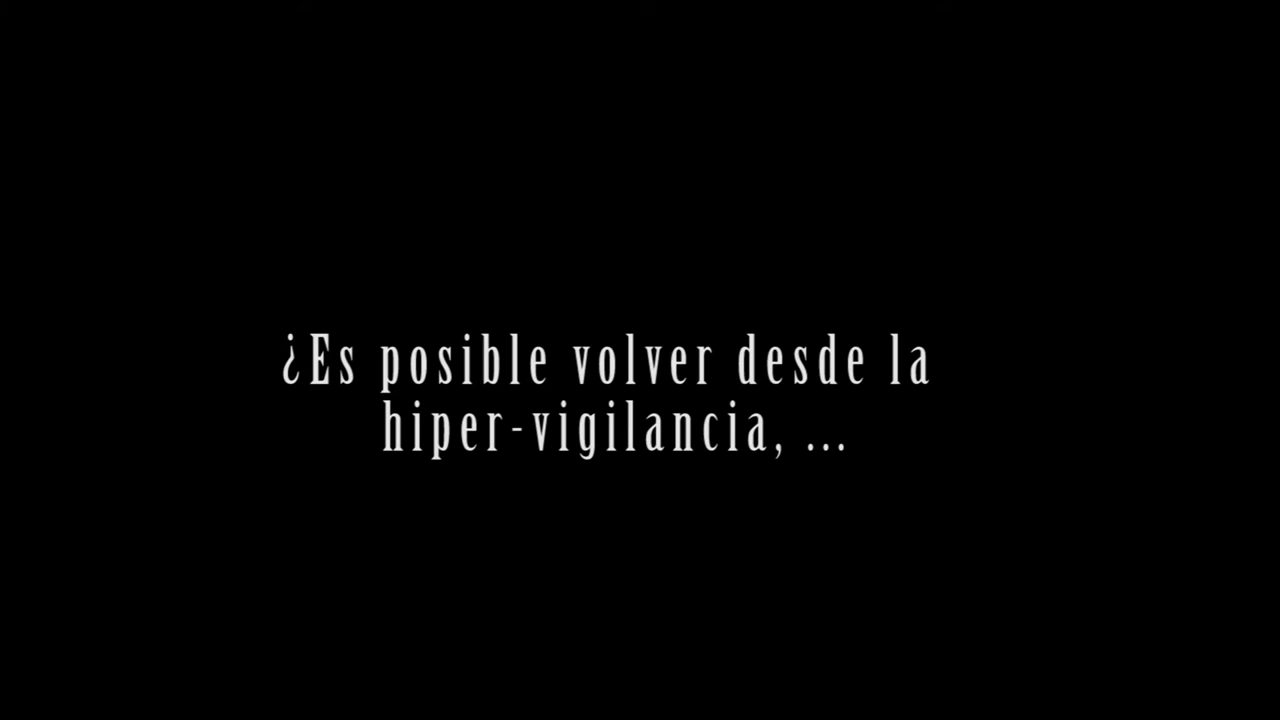 ¿Es posible volver desde la
hiper-vigilancia, ...